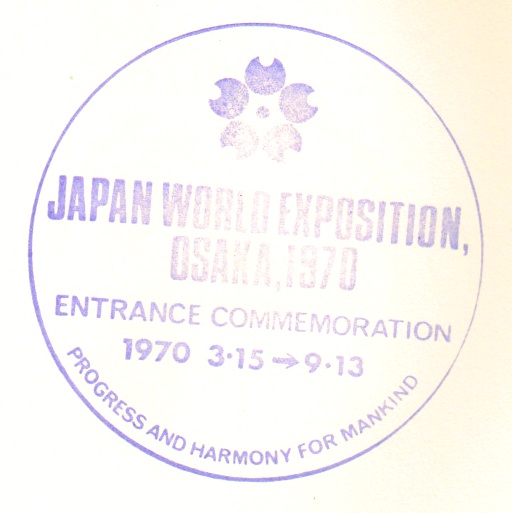 JAPAN WORLD EXPOSITION,
OSAKA,1970
ENTRANCE COMMEMORATION
1970 3·15→9·13
PROGRESS AND HARMONY FOR MANKIND